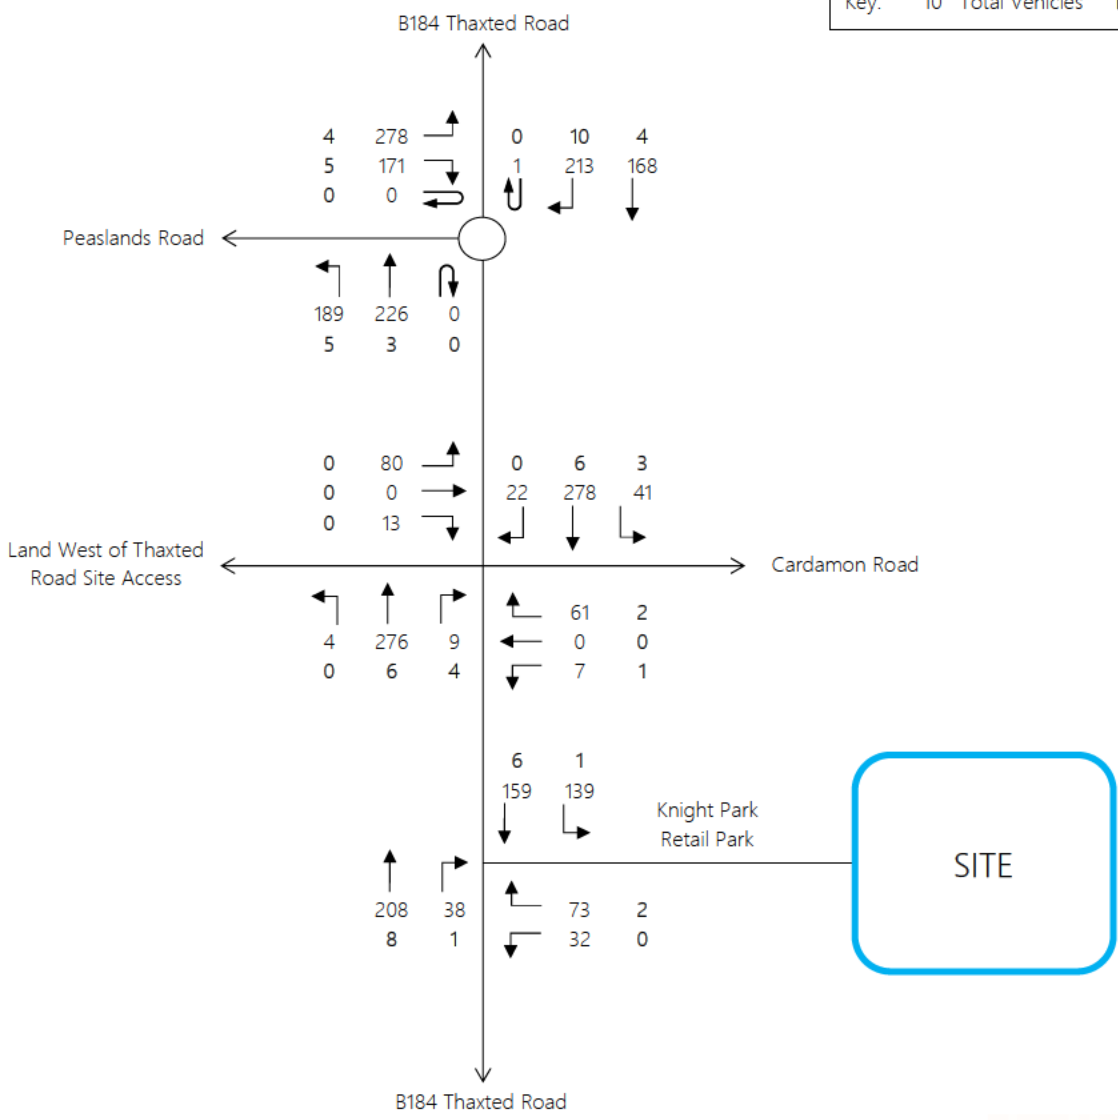 Key: 10 Total Vehicles
B184 Thaxted Road
4 278 0 10 4
5 171 1 213 168
0 0
Peaslands Road
189 226 0
5 3 0
0 80 0 6 3
0 0 22 278 41
0 13
Land West of Thaxted
Road Site Access
Cardamon Road
61 2
4 276 9 0 0
0 6 4 7 1
6 1
159 139
Knight Park
Retail Park
SITE
208 38 73 2
8 1 32 0
B184 Thaxted Road